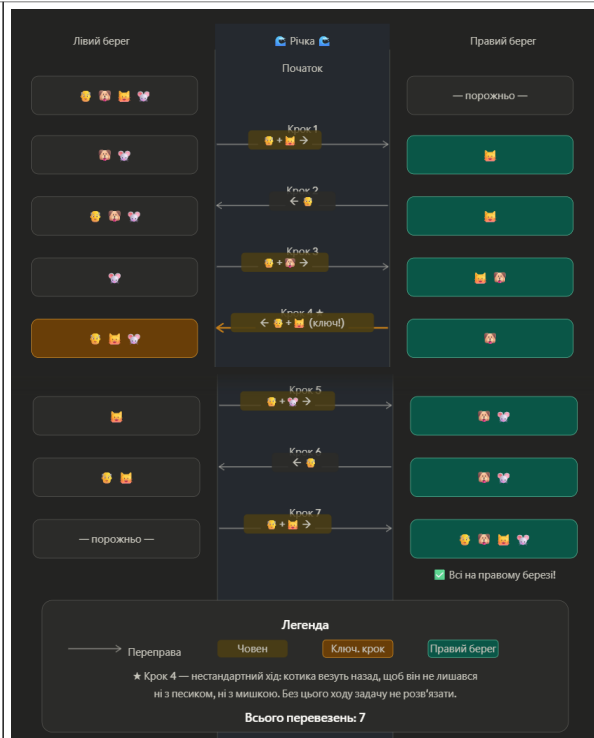 Лівий берег 🌊 Річка 🌊 Правий берег
Початок
— порожньо —
Крок 1
+ →
Крок 2
←
Крок 3
+ →
Крок 4 ★
← + (ключ!)
Крок 5
+ →
Крок 6
←
Крок 7
+ →
— порожньо —
✅ Всі на правому березі!
Легенда
Переправа Човен Ключ. крок Правий берег
★ Крок 4 — нестандартний хід: котика везуть назад, щоб він не лишався
ні з песиком, ні з мишкою. Без цього ходу задачу не розв'язати.
Всього перевезень: 7